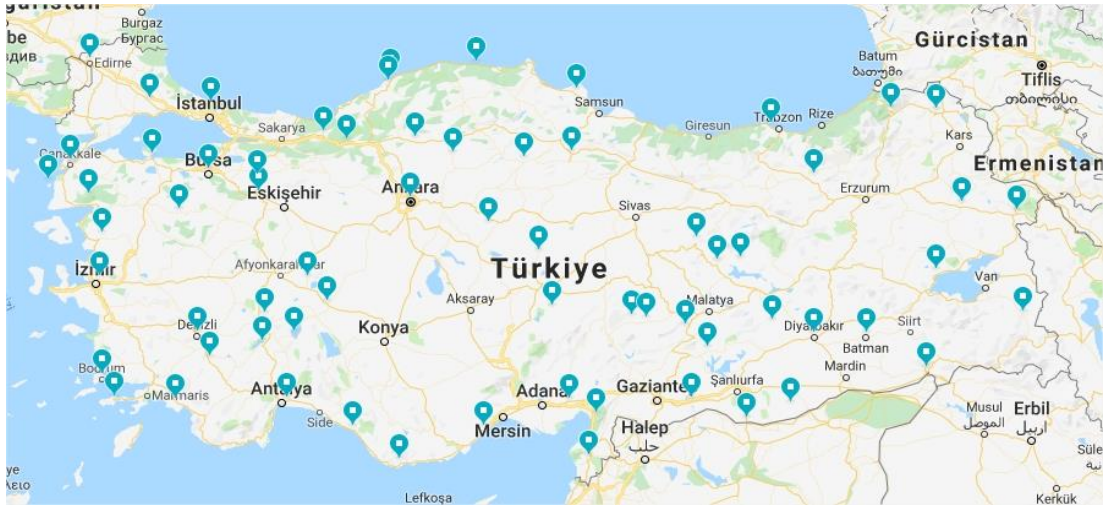 Burgaz
Бургас
Edirne
İstanbul
Sakarya
Çanakkale
Bursa
Eskişehir
Ankara
Samsun
Giresun
Trabzon
Rize
Batum
ბათუმი
Gürcistan
Tiflis
თბილისი
Kars
Ermenistan
Erzurum
Sivas
İzmir
Afyonkarahisar
Türkiye
Aksaray
Konya
Malatya
Diyarbakır
Siirt
Batman
Van
Mardin
Denizli
Bodrum
Marmaris
Antalya
Side
Mersin
Adana
Gaziantep
Şanlıurfa
Halep
حلب
Musul
الموصل
Erbil
اربيل
Süle
Lefkoşa
Kerkük